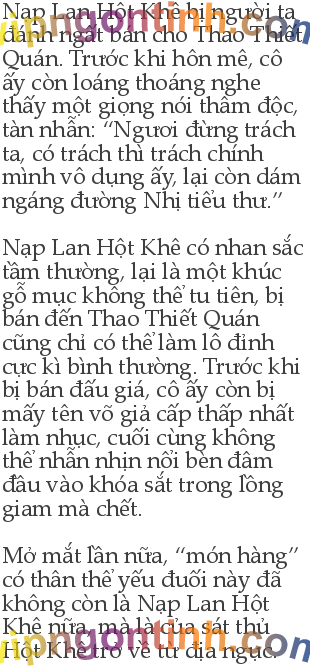 Nạp Lan Hột Khê bị người ta
đánh ngất bán cho Thao Thiết
Quán. Trước khi hôn mê, cô
ấy còn loáng thoáng nghe
thấy một giọng nói thâm độc,
tàn nhẫn: “Ngươi đừng trách
ta, có trách thì trách chính
mình vô dụng ấy, lại còn dám
ngáng đường Nhị tiểu thư.”
Nạp Lan Hột Khê có nhan sắc
tầm thường, lại là một khúc
gỗ mục không thể tu tiên, bị
bán đến Thao Thiết Quán
cũng chỉ có thể làm lô đỉnh
cực kì bình thường. Trước khi
bị bán đấu giá, cô ấy còn bị
mấy tên võ giả cấp thấp nhất
làm nhục, cuối cùng không
thể nhẫn nhịn nổi bèn đâm
đầu vào khóa sắt trong lồng
giam mà chết.
Mở mắt lần nữa, “món hàng”
có thân thể yếu đuối này đã
không còn là Nạp Lan Hột
Khê nữa, mà là của sát thủ
Hột Khê trở về từ địa ngục.
vipngontinh.com
vipngontinh.com